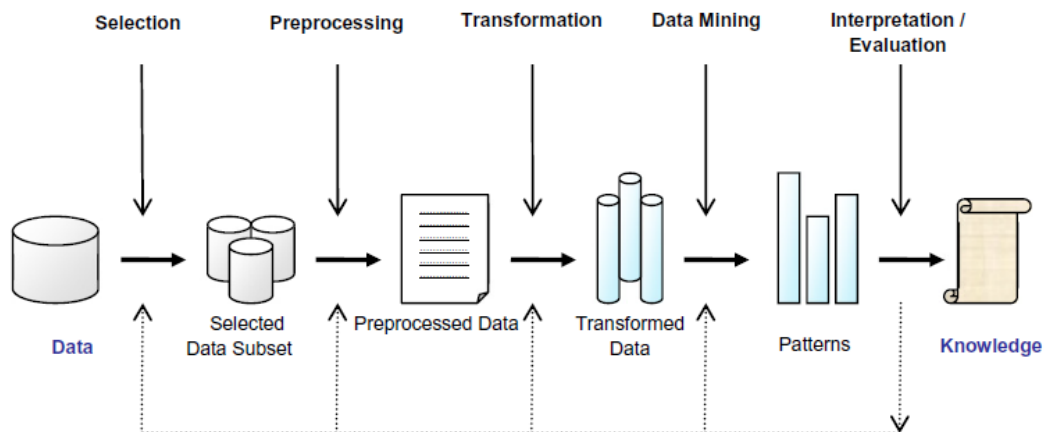 Selection
Preprocessing
Transformation
Data Mining
Interpretation /
Evaluation
Data
Selected
Data Subset
Preprocessed Data
Transformed
Data
Patterns
Knowledge